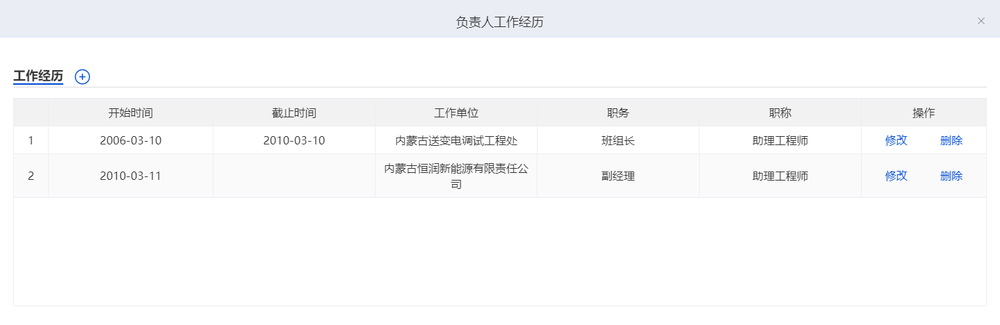 负责人工作经历
工作经历
开始时间 截止时间 工作单位 职务 职称 操作
1 2006-03-10 2010-03-10 内蒙古送变电调试工程处 班组长 助理工程师 修改 删除
2 2010-03-11 内蒙古恒润新能源有限责任公
司 副经理 助理工程师 修改 删除